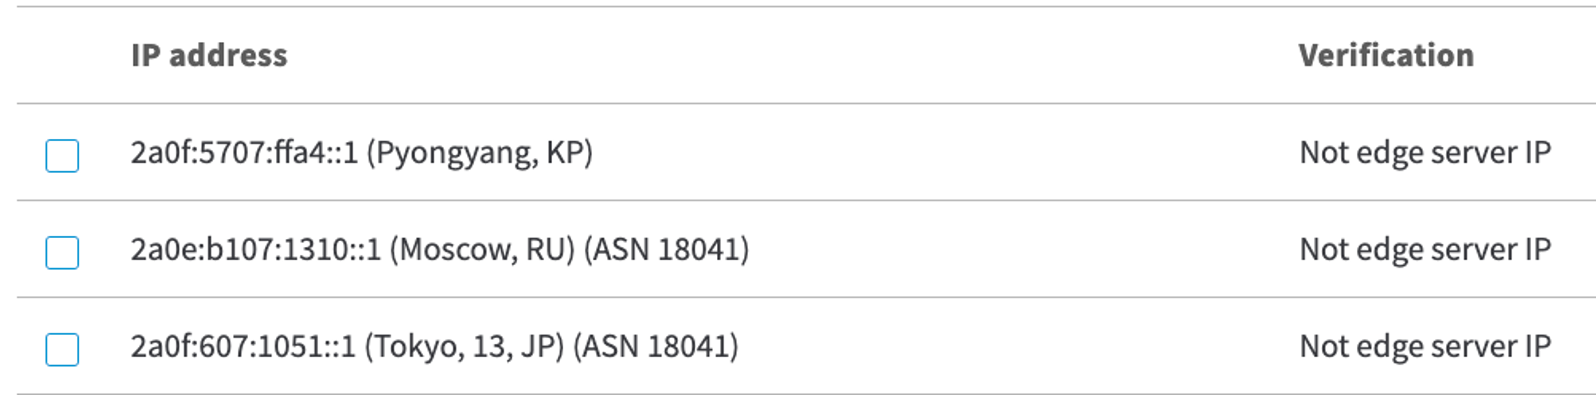 IP address Verification
2a0f:5707:ffa4::1 (Pyongyang, KP) Not edge server IP
2a0e:b107:1310::1 (Moscow, RU) (ASN 18041) Not edge server IP
2a0f:607:1051::1 (Tokyo, 13, JP) (ASN 18041) Not edge server IP